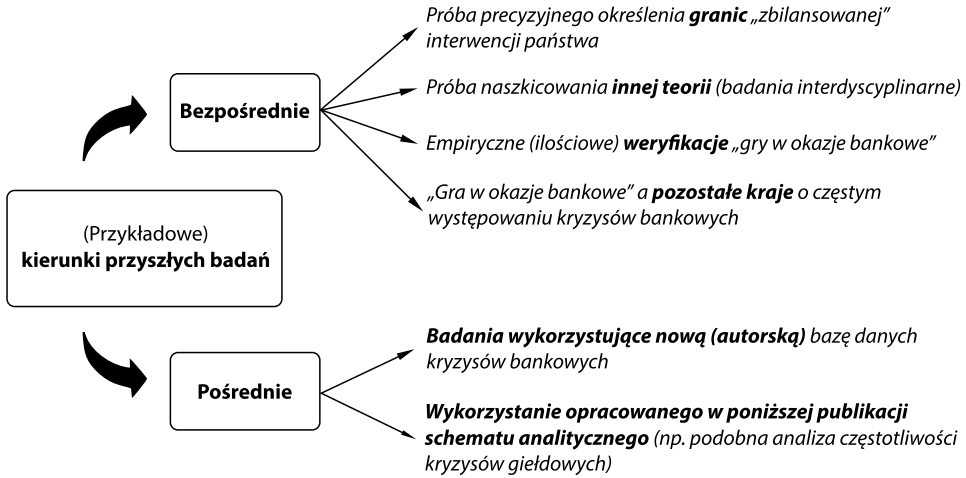 Próba precyzyjnego określenia granic „zbilansowanej”
interwencji państwa
Bezpośrednie
Próba naszkicowania innej teorii (badania interdyscyplinarne)
Empiryczne (ilościowe) weryfikacje „gry w okazje bankowe”
„Gra w okazje bankowe” a pozostałe kraje o częstym
występowaniu kryzysów bankowych
(Przykładowe)
kierunki przyszłych badań
Pośrednie
Badania wykorzystujące nową (autorską) bazę danych
kryzysów bankowych
Wykorzystanie opracowanego w poniższej publikacji
schematu analitycznego (np. podobna analiza częstotliwości
kryzysów giełdowych)